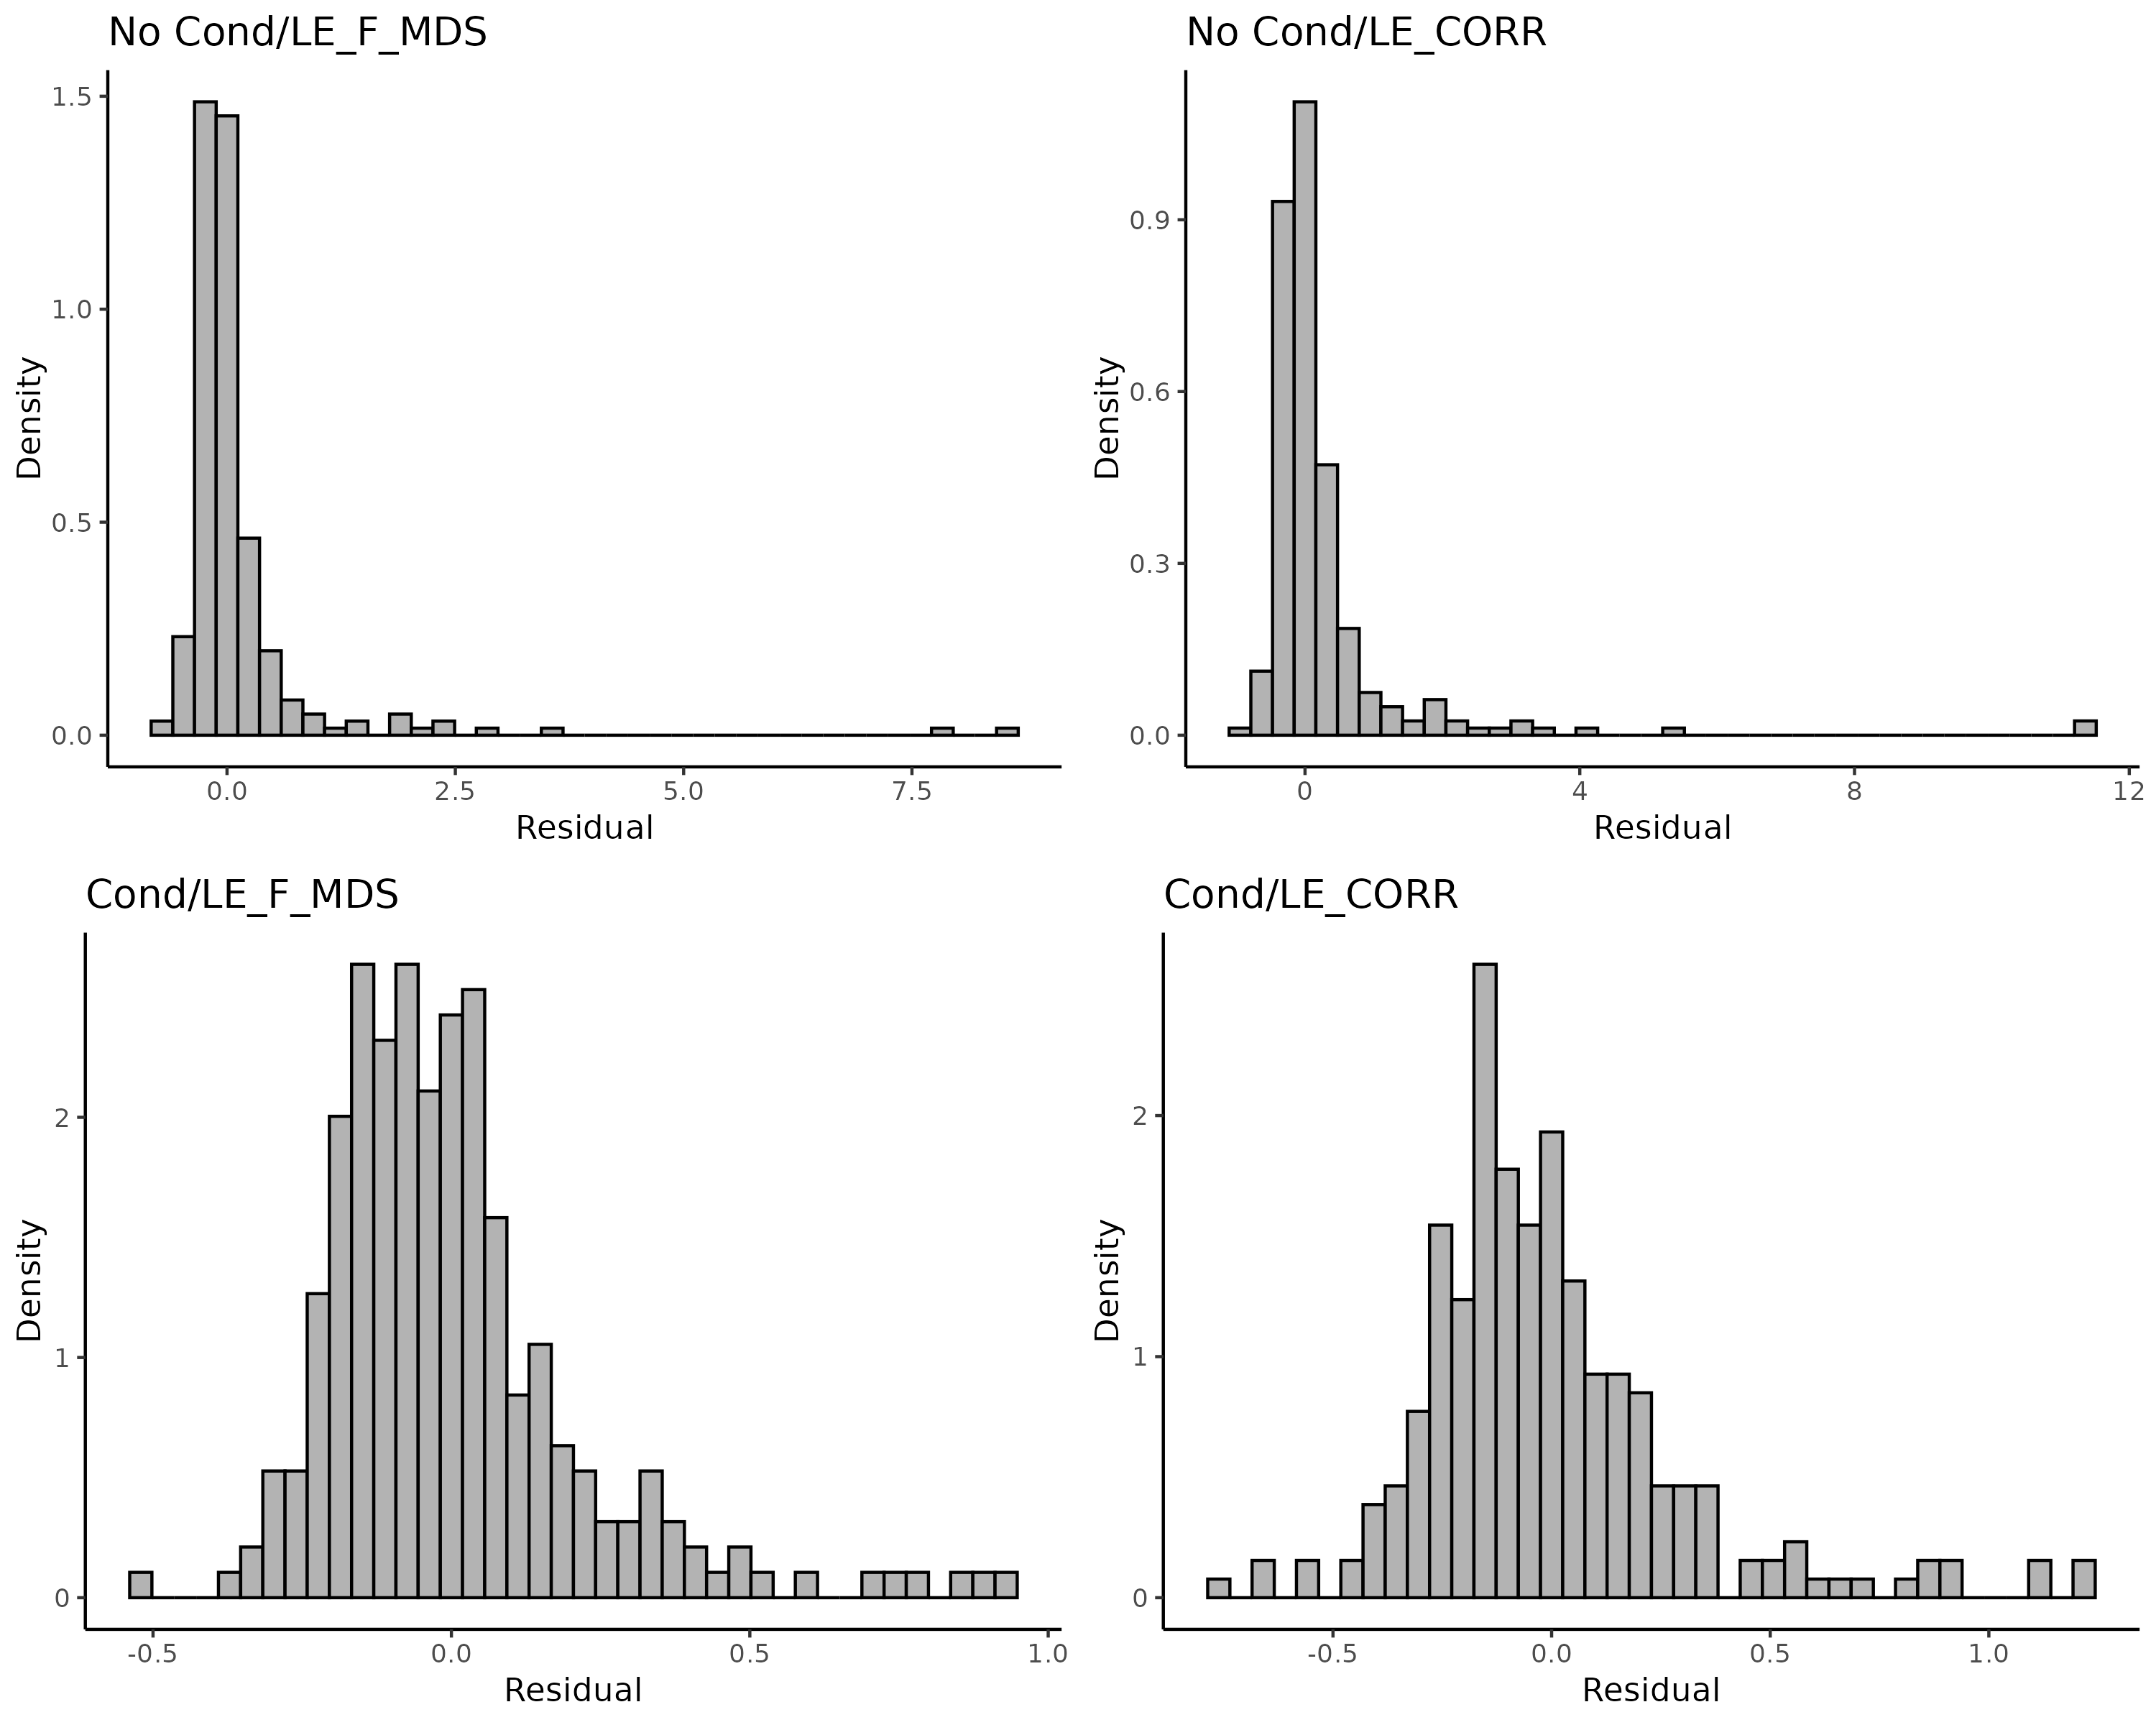 No Cond/LE_F_MDS
1.5
1.0
0.5
0.0
Density
0.0 2.5 5.0 7.5
Residual
No Cond/LE_CORR
0.9
0.6
0.3
0.0
Density
0 4 8 12
Residual
Cond/LE_F_MDS
2
1
0
Density
-0.5 0.0 0.5 1.0
Residual
Cond/LE_CORR
2
1
0
Density
-0.5 0.0 0.5 1.0
Residual